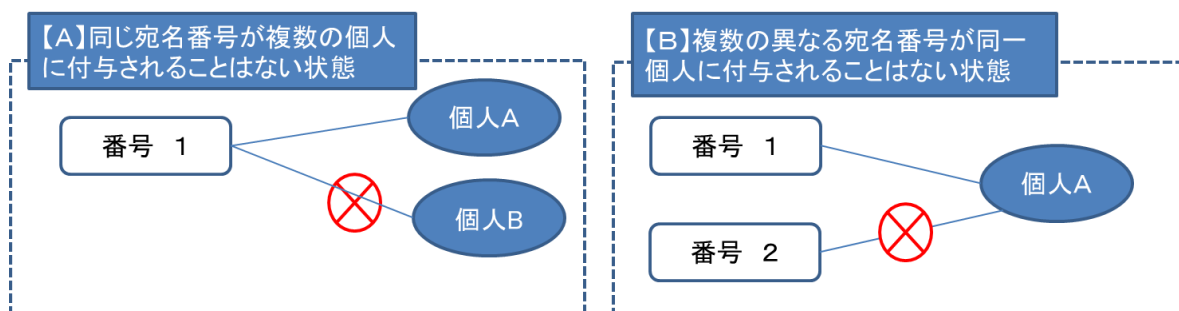 【A】同じ宛名番号が複数の個人
に付与されることはない状態
番号 1
個人A
個人B
【B】複数の異なる宛名番号が同一
個人に付与されることはない状態
番号 1
個人A
番号 2